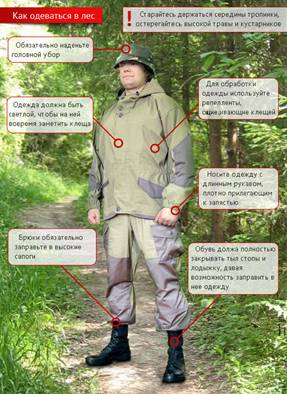 Как одеваться в лес
! Старайтесь держаться середины тропинки,
остерегайтесь высокой травы и кустарников
Обязательно наденьте
головной убор
Для обработки
одежды используйте
репелленты,
отпугивающие клещей
Одежда должна быть
светлой, чтобы на ней
вовремя заметить клеща
Носите одежду с
длинным рукавом,
плотно прилегающим
к запястью
Брюки обязательно
заправьте в высокие
сапоги
Обувь должна полностью
закрывать тыл стопы и
лодыжку, давая
возможность заправить в
нее одежду